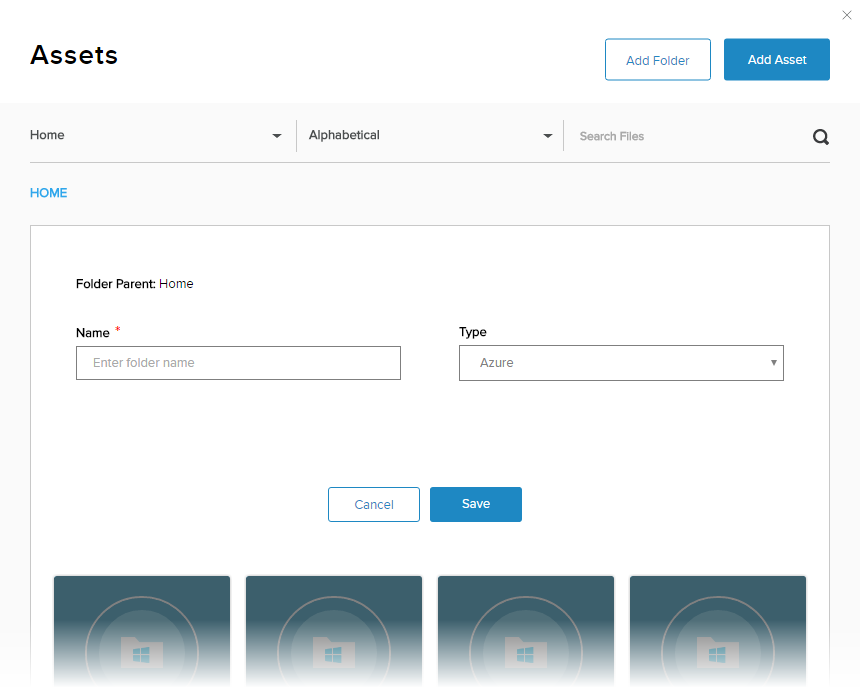 Assets
Add Folder
Add Asset
Home
Alphabetical
Search Files
HOME
Folder Parent: Home
Name *
Type
Enter folder name
Azure
Cancel
Save